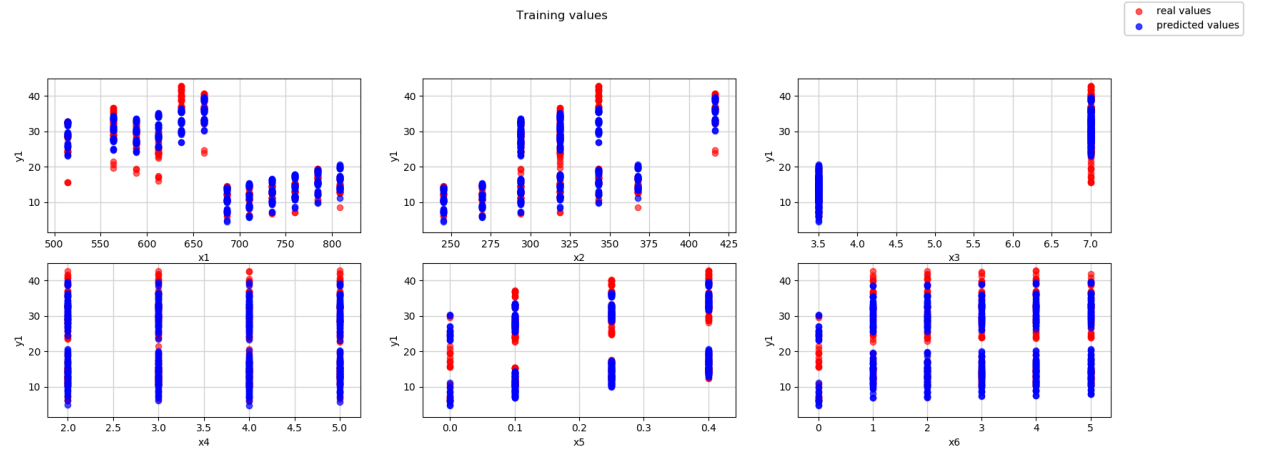 Training values
real values
predicted values
40
30
20
10
y1
500 550 600 650 700 750 800
x1
40
30
20
10
y1
250 275 300 325 350 375 400 425
x2
40
30
20
10
y1
3.5 4.0 4.5 5.0 5.5 6.0 6.5 7.0
x3
40
30
20
10
y1
2.0 2.5 3.0 3.5 4.0 4.5 5.0
x4
40
30
20
10
y1
0.0 0.1 0.2 0.3 0.4
x5
40
30
20
10
y1
0 1 2 3 4 5
x6